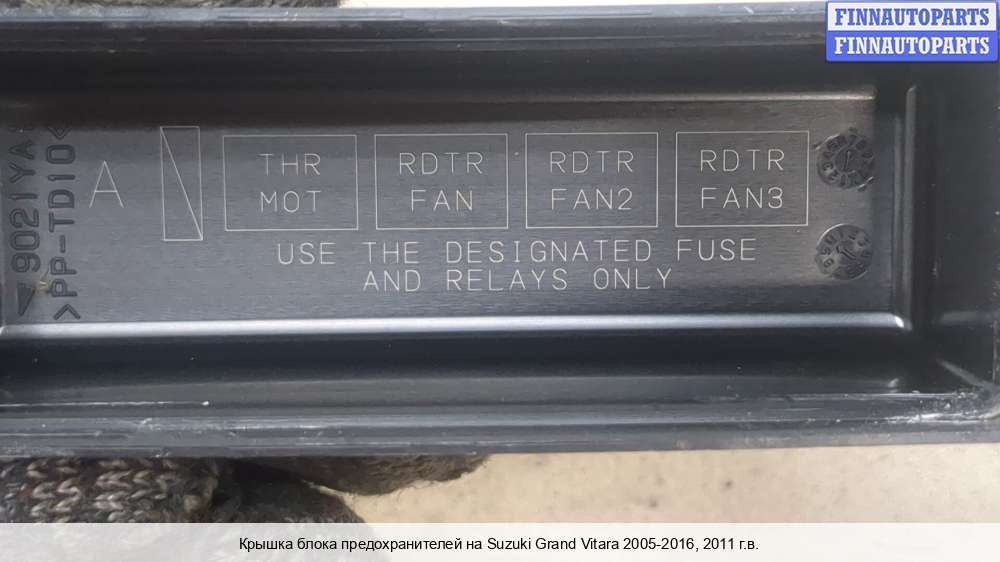 FINNAUTOPARTS
FINNAUTOPARTS
9021YA
>PP-TD10<
A
THR
MOT
RDTR
FAN
RDTR
FAN2
RDTR
FAN3
USE THE DESIGNATED FUSE
AND RELAYS ONLY
Крышка блока предохранителей на Suzuki Grand Vitara 2005-2016, 2011 г.в.